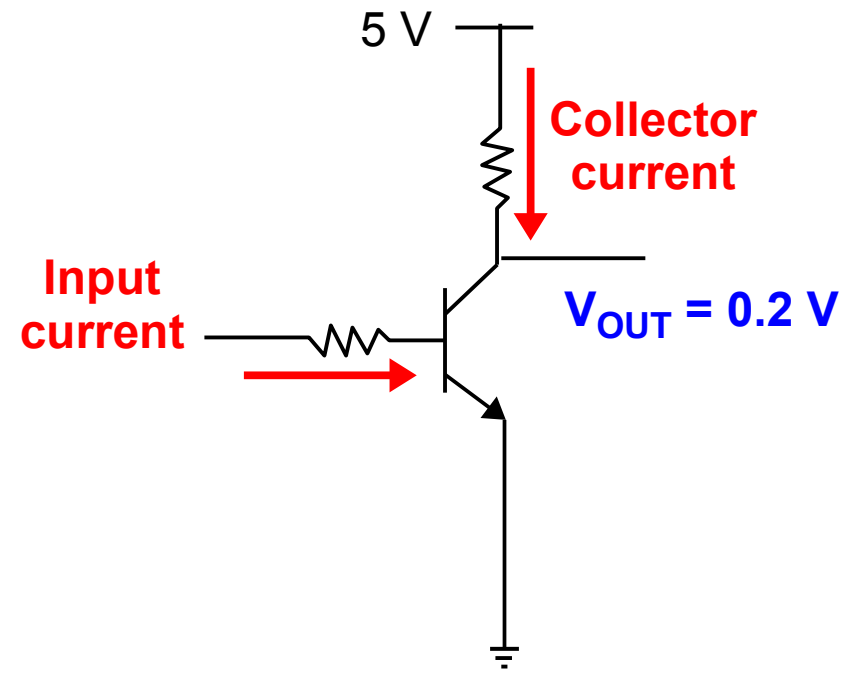 5 V
Collector
current
Input
current
VOUT = 0.2 V